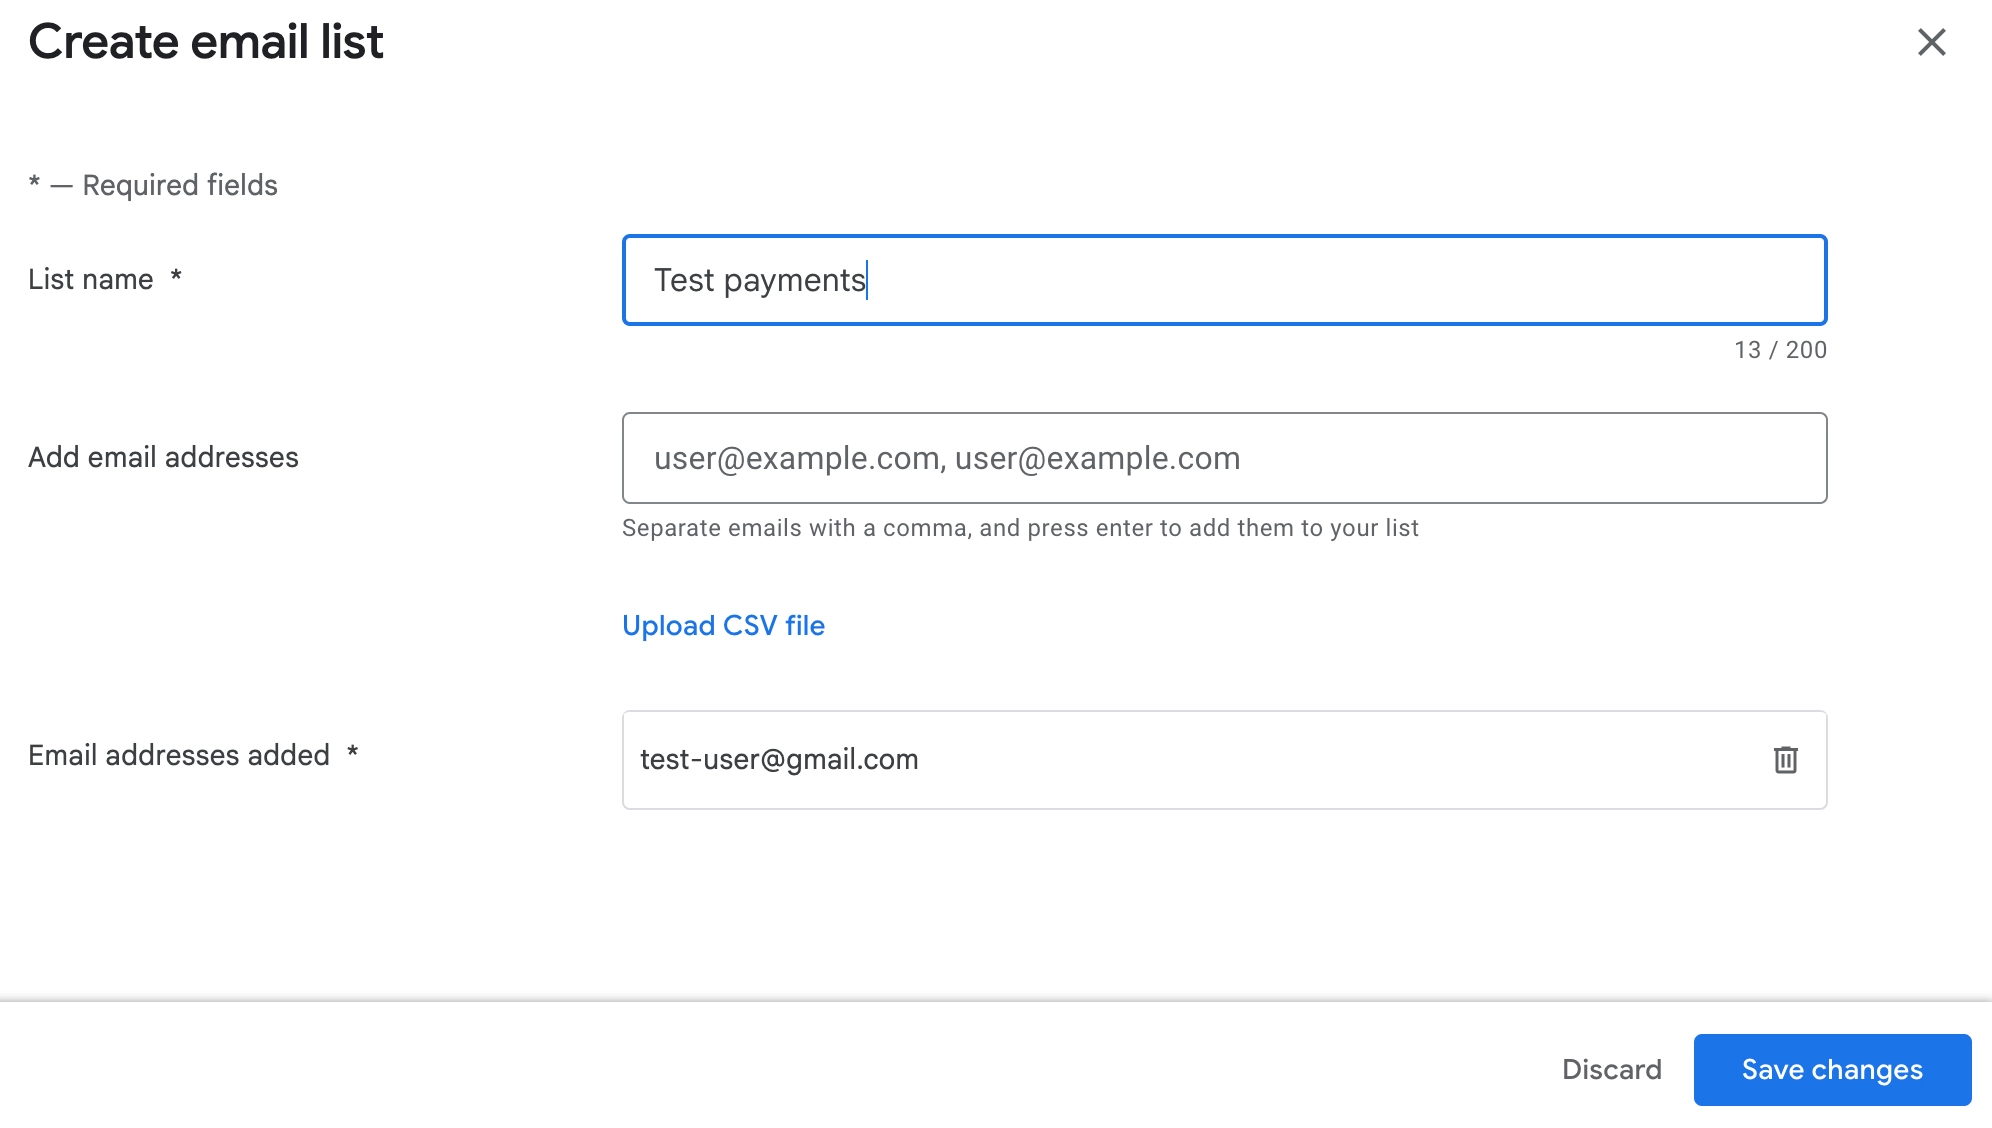 Create email list
* — Required fields
List name *
Test payments
13 / 200
Add email addresses
user@example.com, user@example.com
Separate emails with a comma, and press enter to add them to your list
Upload CSV file
Email addresses added *
test-user@gmail.com
Discard
Save changes